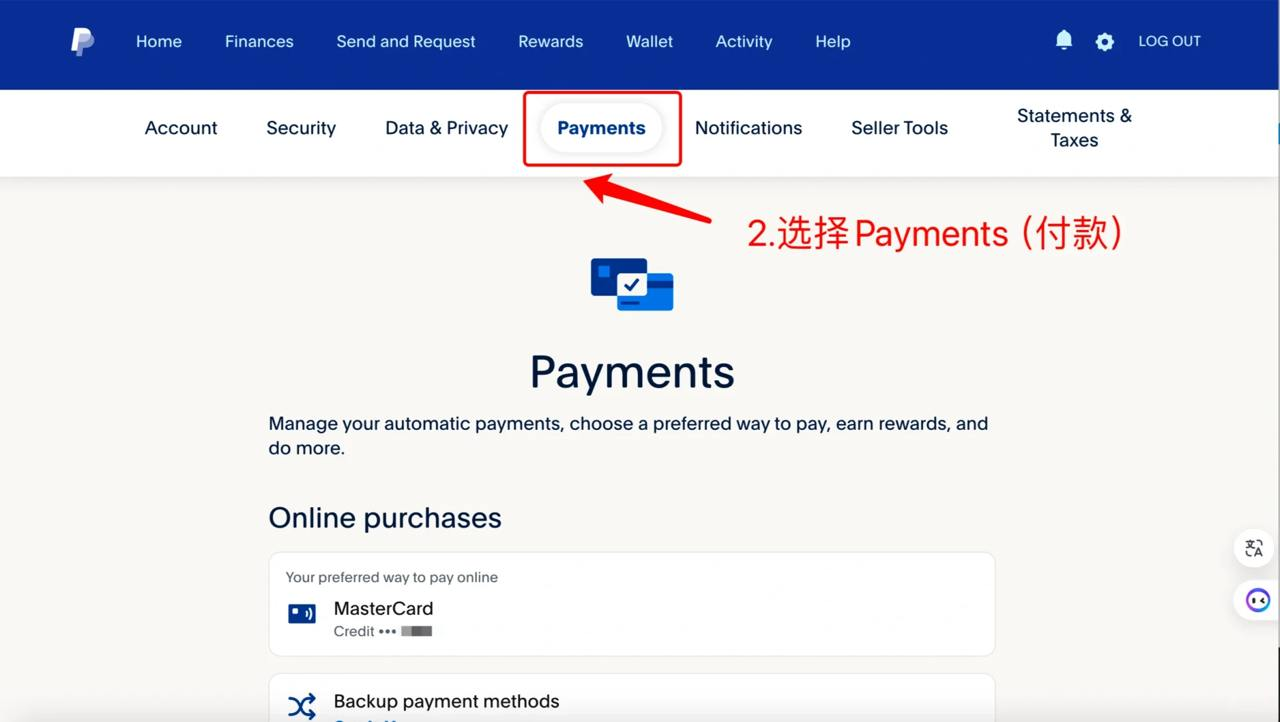 Home Finances Send and Request Rewards Wallet Activity Help LOG OUT
Account Security Data & Privacy Payments Notifications Seller Tools Statements &
Taxes
2.选择Payments（付款）
Payments
Manage your automatic payments, choose a preferred way to pay, earn rewards, and
do more.
Online purchases
Your preferred way to pay online
MasterCard
Credit •••
Backup payment methods